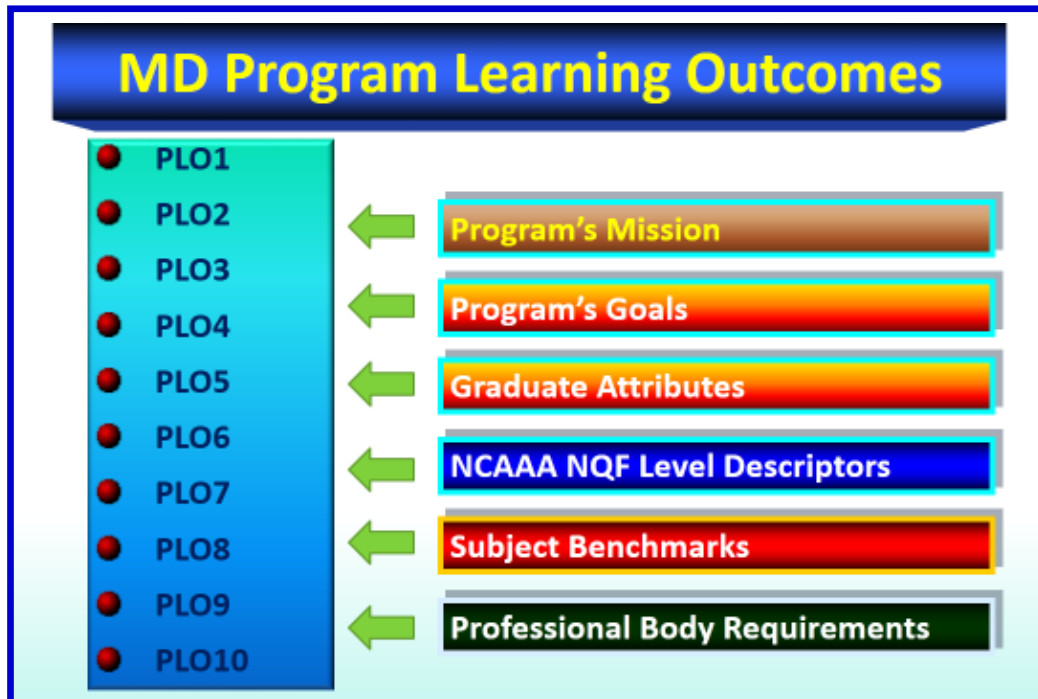 MD Program Learning Outcomes
PLO1
PLO2
PLO3
PLO4
PLO5
PLO6
PLO7
PLO8
PLO9
PLO10
Program’s Mission
Program’s Goals
Graduate Attributes
NCAAA NQF Level Descriptors
Subject Benchmarks
Professional Body Requirements